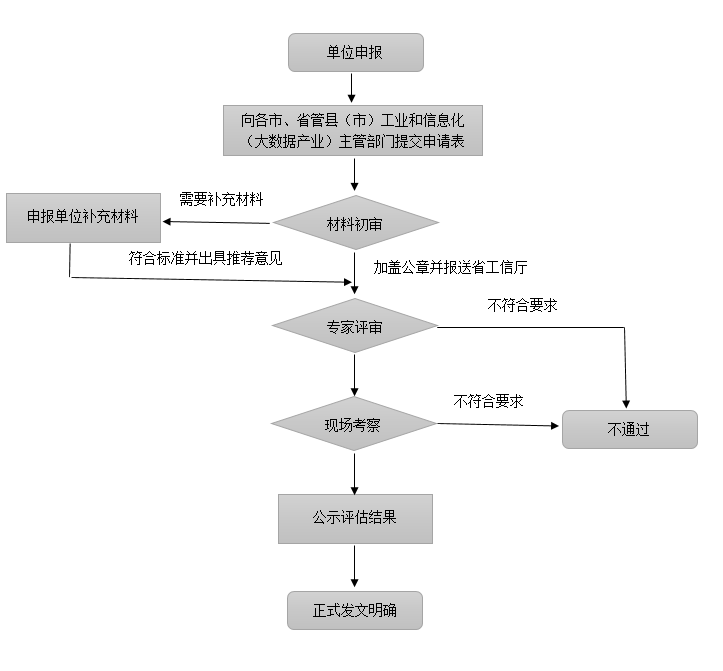 单位申报
向各市、省管县（市）工业和信息化
（大数据产业）主管部门提交申请表
需要补充材料
申报单位补充材料
材料初审
符合标准并出具推荐意见
加盖公章并报送省工信厅
不符合要求
专家评审
不符合要求
现场考察
不通过
公示评估结果
正式发文明确